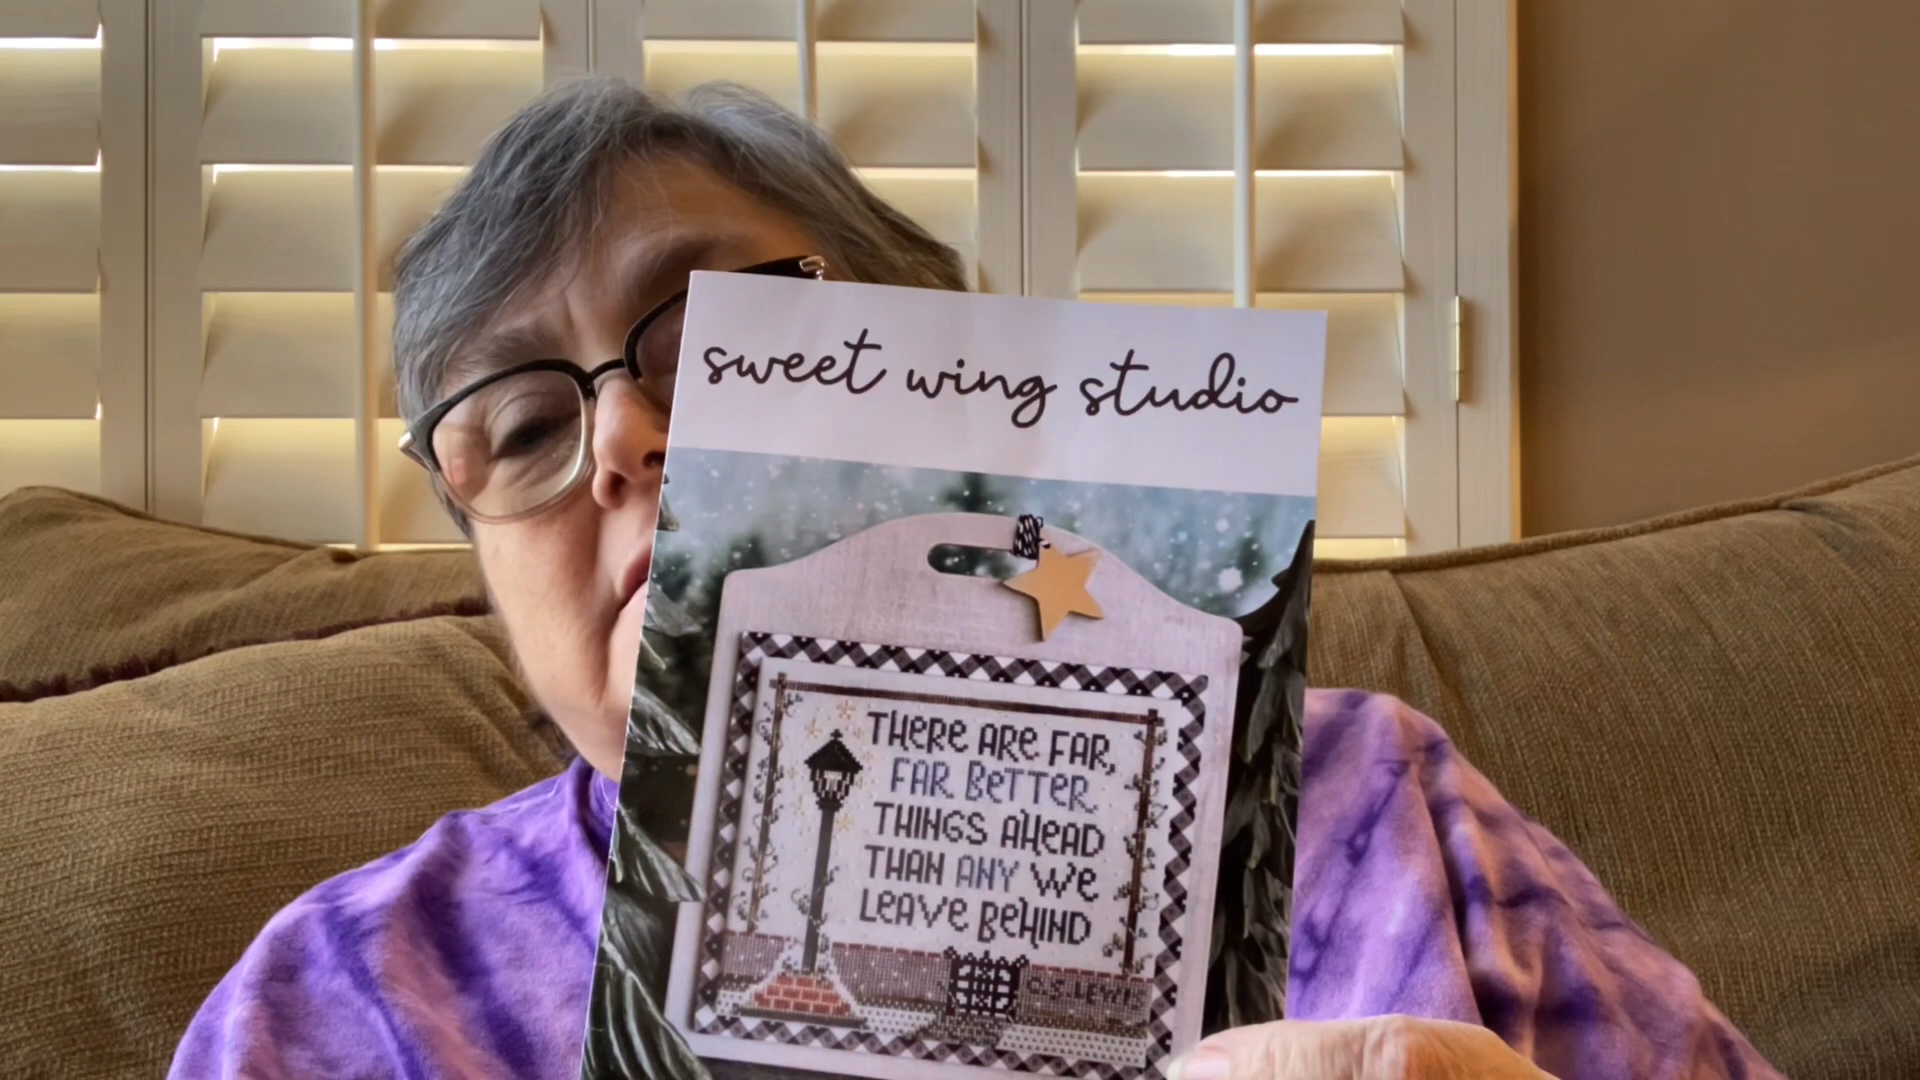 sweet wing studio
THERE ARE FAR,
FAR BETTER
THINGS AHEAD
THAN ANY WE
LEAVE BEHIND
C.S. LEWIS